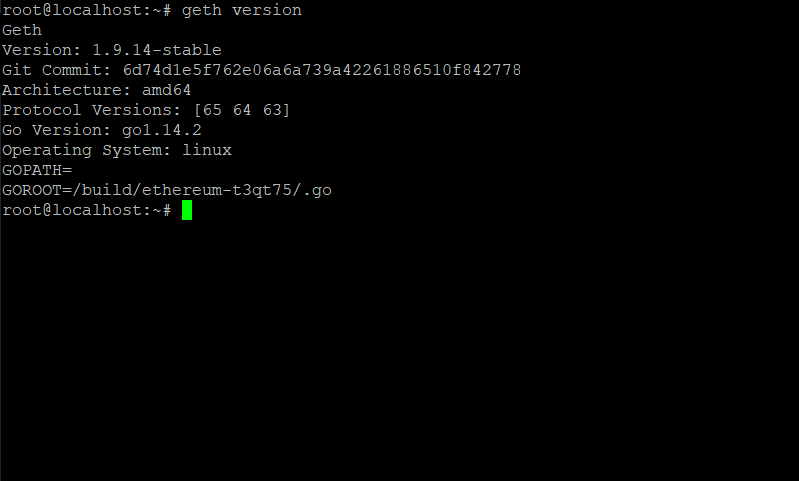 root@localhost:~# geth version
Geth
Version: 1.9.14-stable
Git Commit: 6d74d1e5f762e06a6a739a42261886510f842778
Architecture: amd64
Protocol Versions: [65 64 63]
Go Version: go1.14.2
Operating System: linux
GOPATH=
GOROOT=/build/ethereum-t3qt75/.go
root@localhost:~#